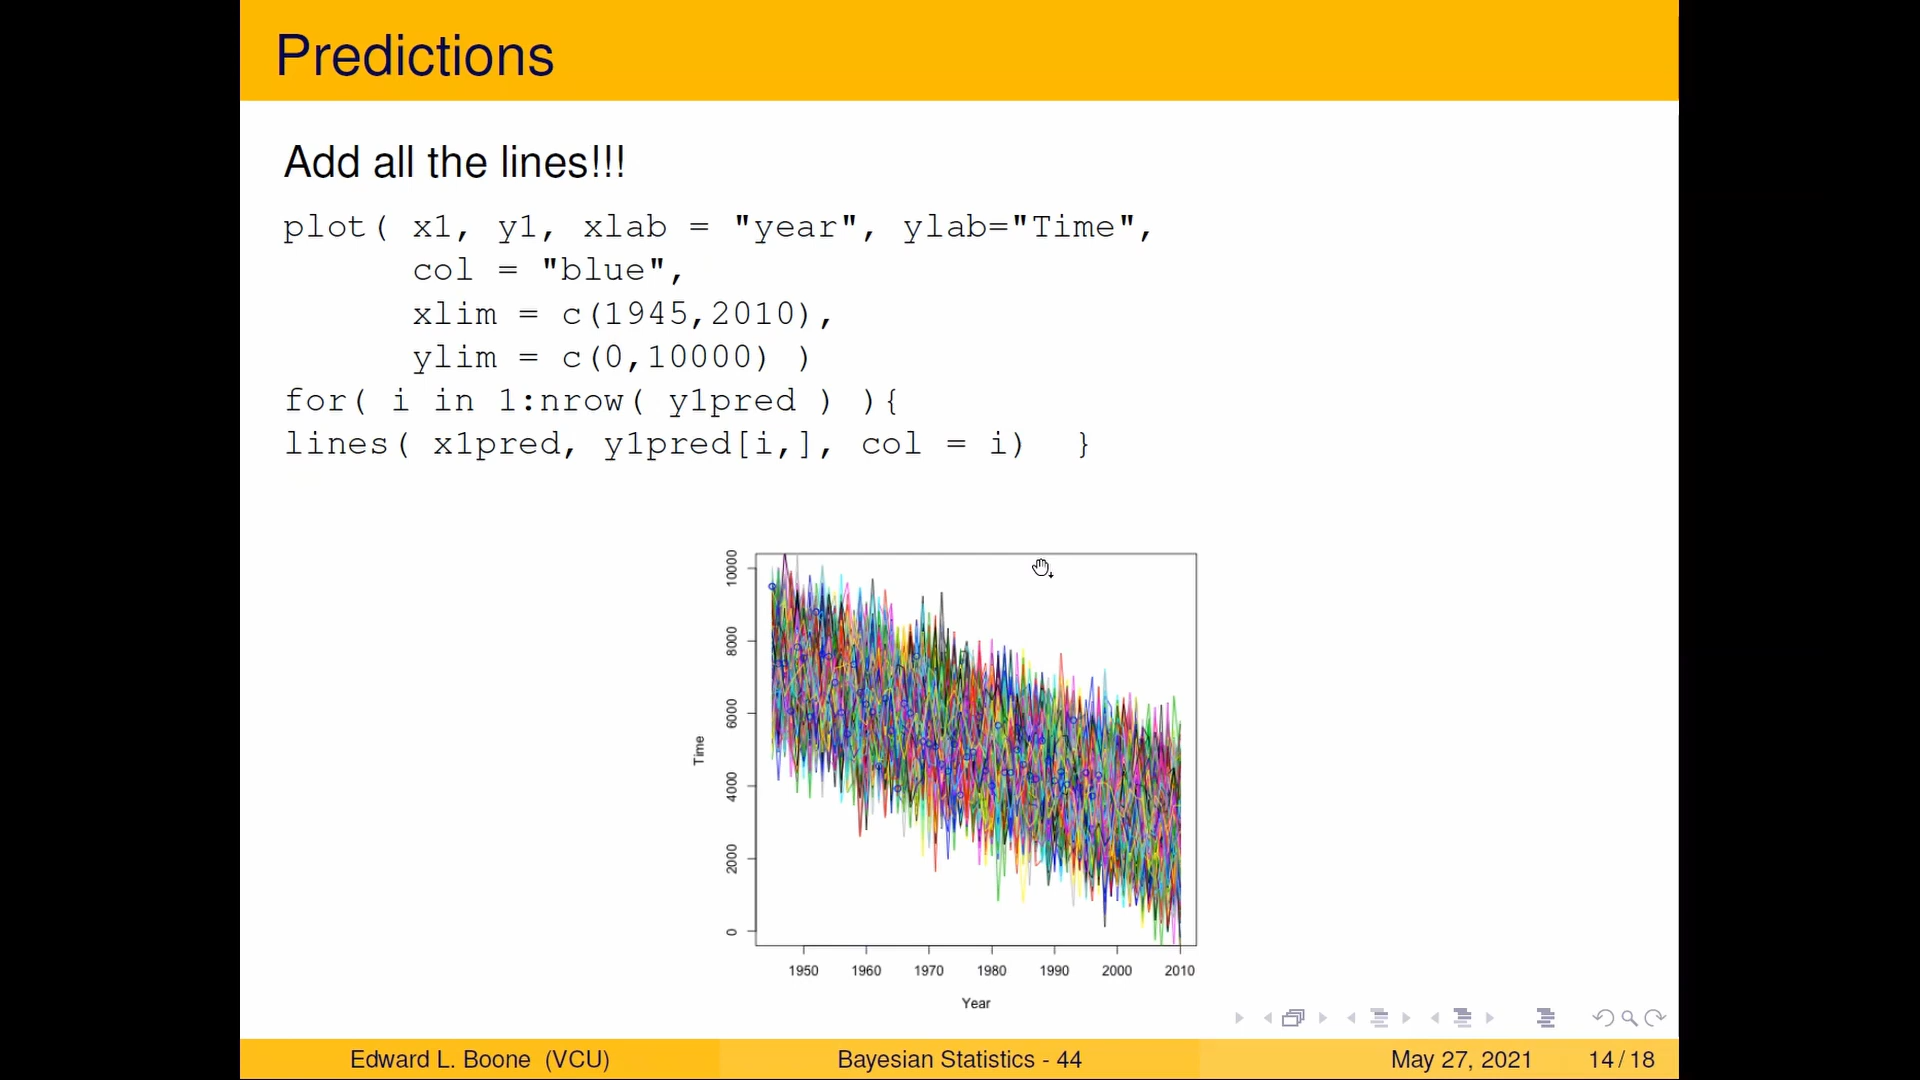 Predictions
Add all the lines!!!
plot( x1, y1, xlab = "year", ylab="Time",
col = "blue",
xlim = c(1945,2010),
ylim = c(0,10000) )
for( i in 1:nrow( y1pred ) ){
lines( x1pred, y1pred[i,], col = i) }
10000
8000
6000
4000
2000
0
Time
1950 1960 1970 1980 1990 2000 2010
Year
Edward L. Boone (VCU) Bayesian Statistics - 44 May 27, 2021 14 / 18